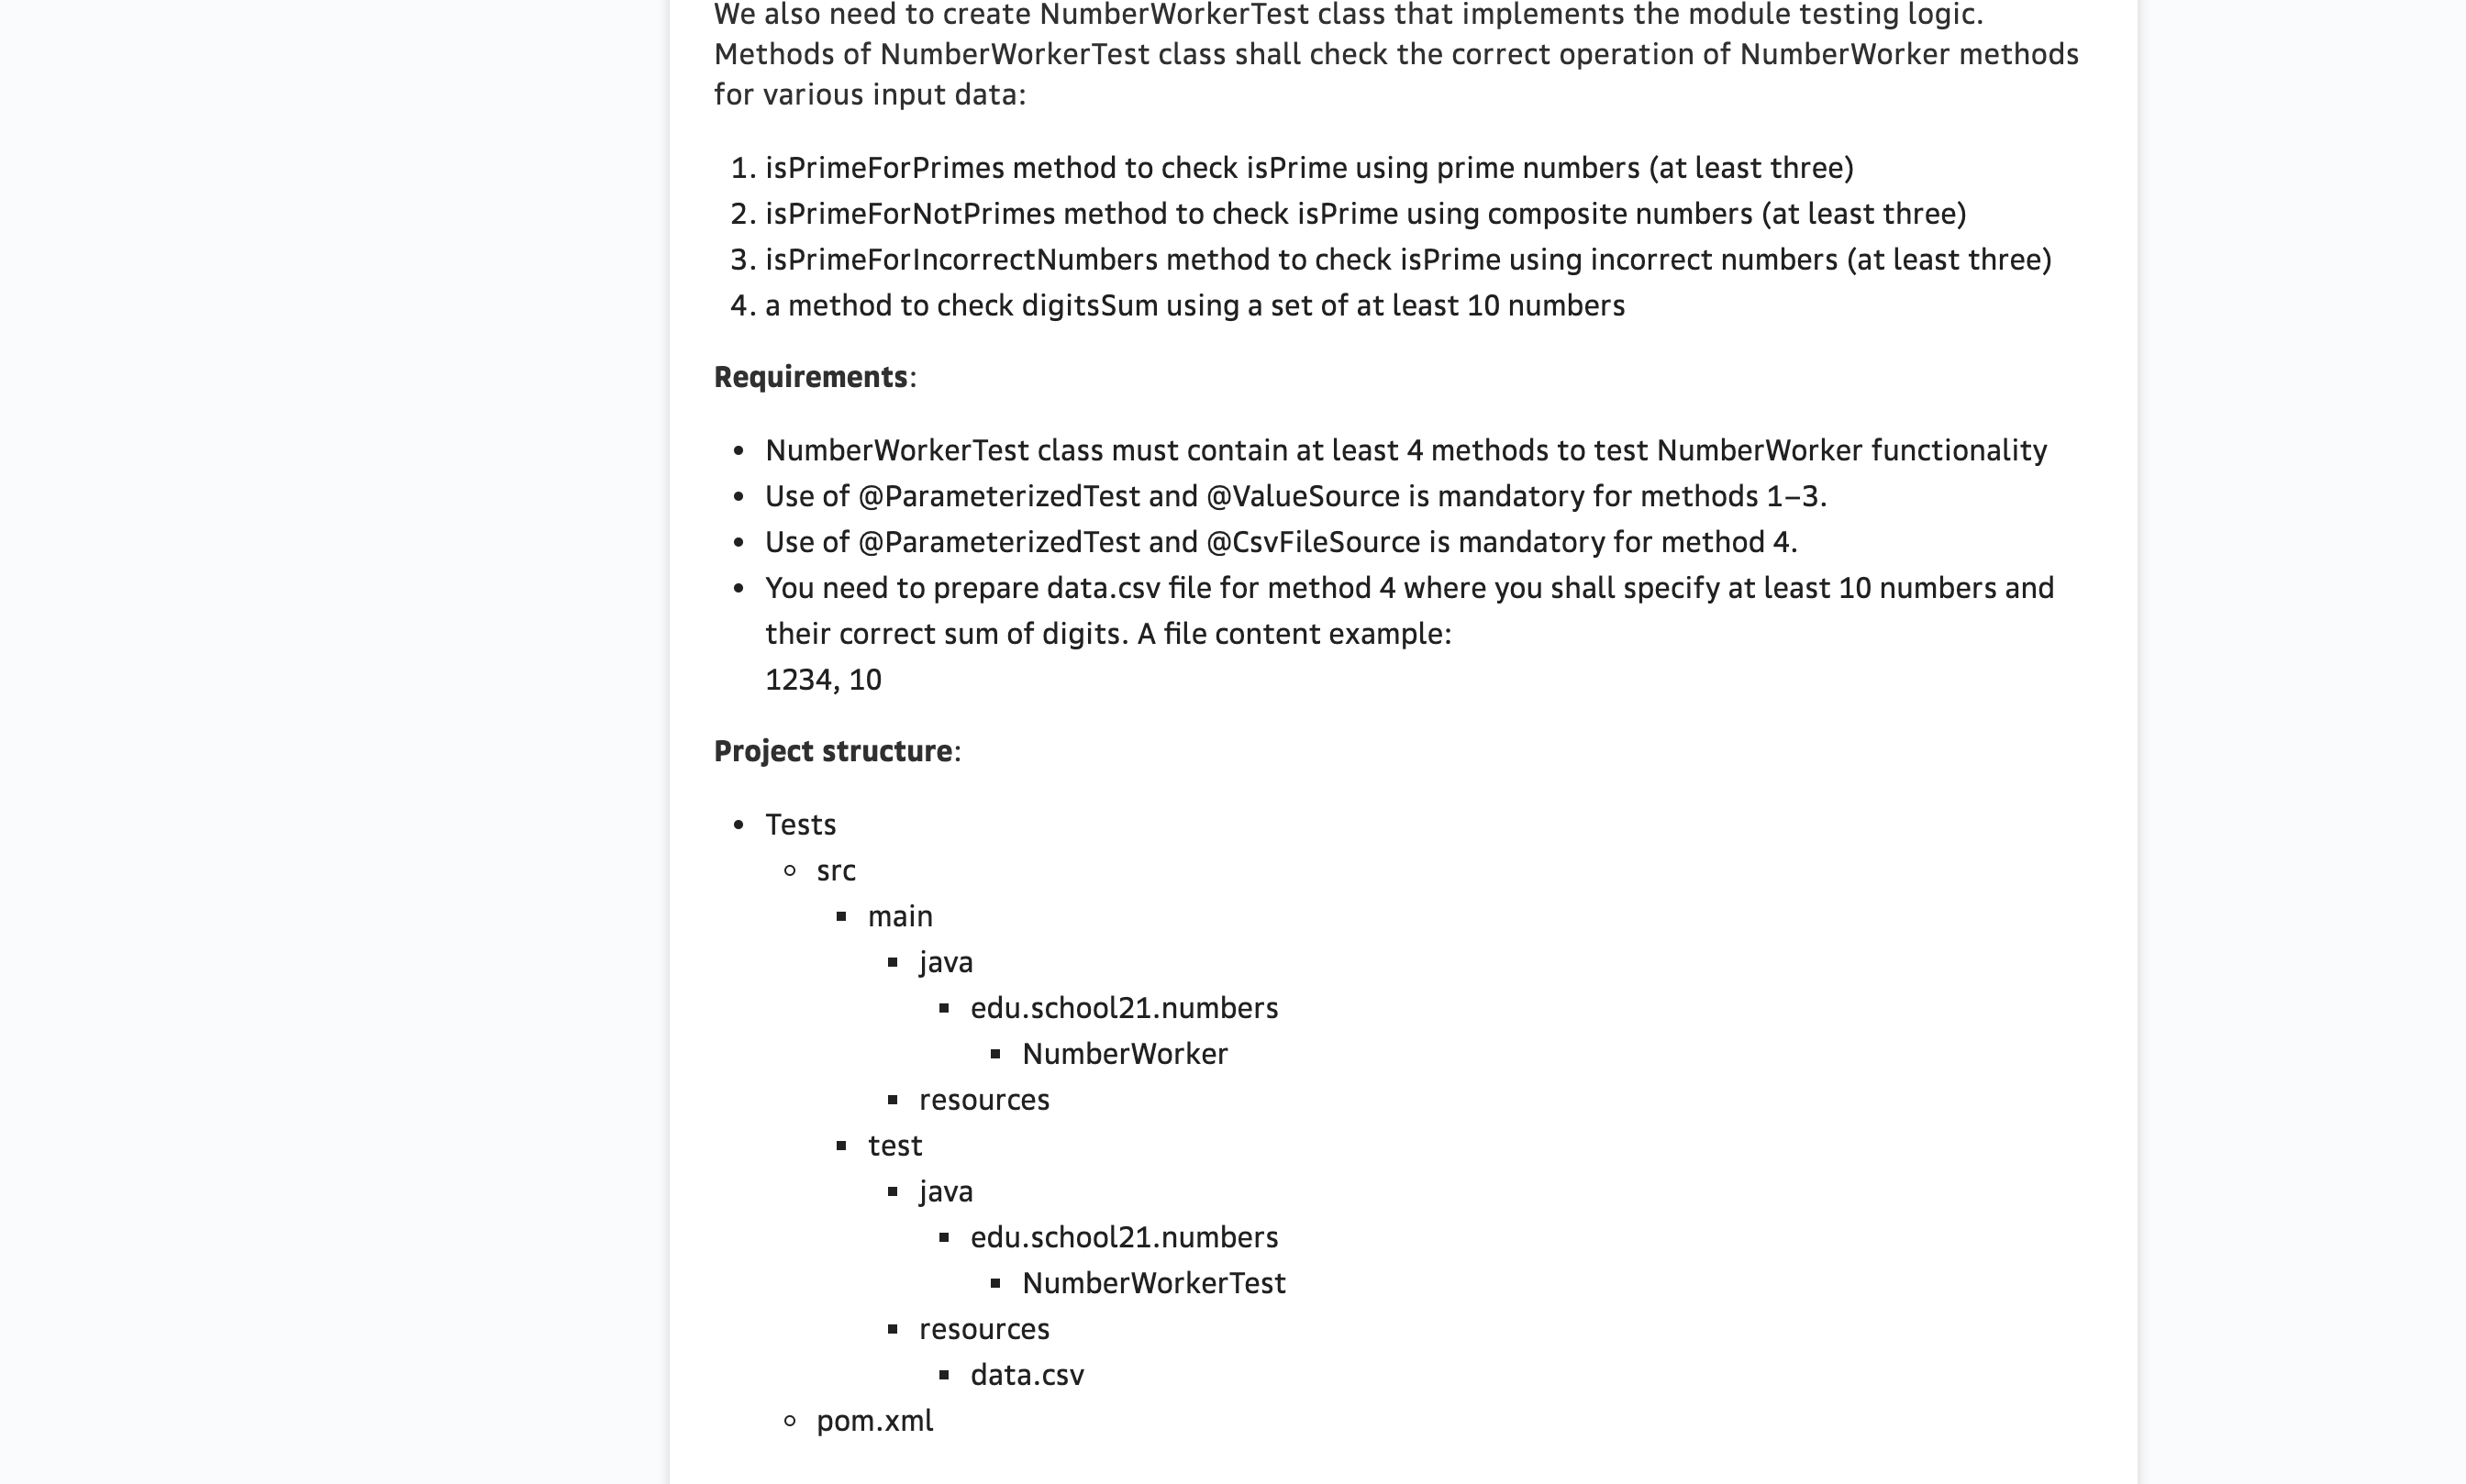 We also need to create NumberWorkerTest class that implements the module testing logic.
Methods of NumberWorkerTest class shall check the correct operation of NumberWorker methods
for various input data:
1. isPrimeForPrimes method to check isPrime using prime numbers (at least three)
2. isPrimeForNotPrimes method to check isPrime using composite numbers (at least three)
3. isPrimeForIncorrectNumbers method to check isPrime using incorrect numbers (at least three)
4. a method to check digitsSum using a set of at least 10 numbers
Requirements:
• NumberWorkerTest class must contain at least 4 methods to test NumberWorker functionality
• Use of @ParameterizedTest and @ValueSource is mandatory for methods 1–3.
• Use of @ParameterizedTest and @CsvFileSource is mandatory for method 4.
• You need to prepare data.csv file for method 4 where you shall specify at least 10 numbers and
their correct sum of digits. A file content example:
1234, 10
Project structure:
• Tests
◦ src
▪ main
▪ java
▪ edu.school21.numbers
▪ NumberWorker
▪ resources
▪ test
▪ java
▪ edu.school21.numbers
▪ NumberWorkerTest
▪ resources
▪ data.csv
◦ pom.xml